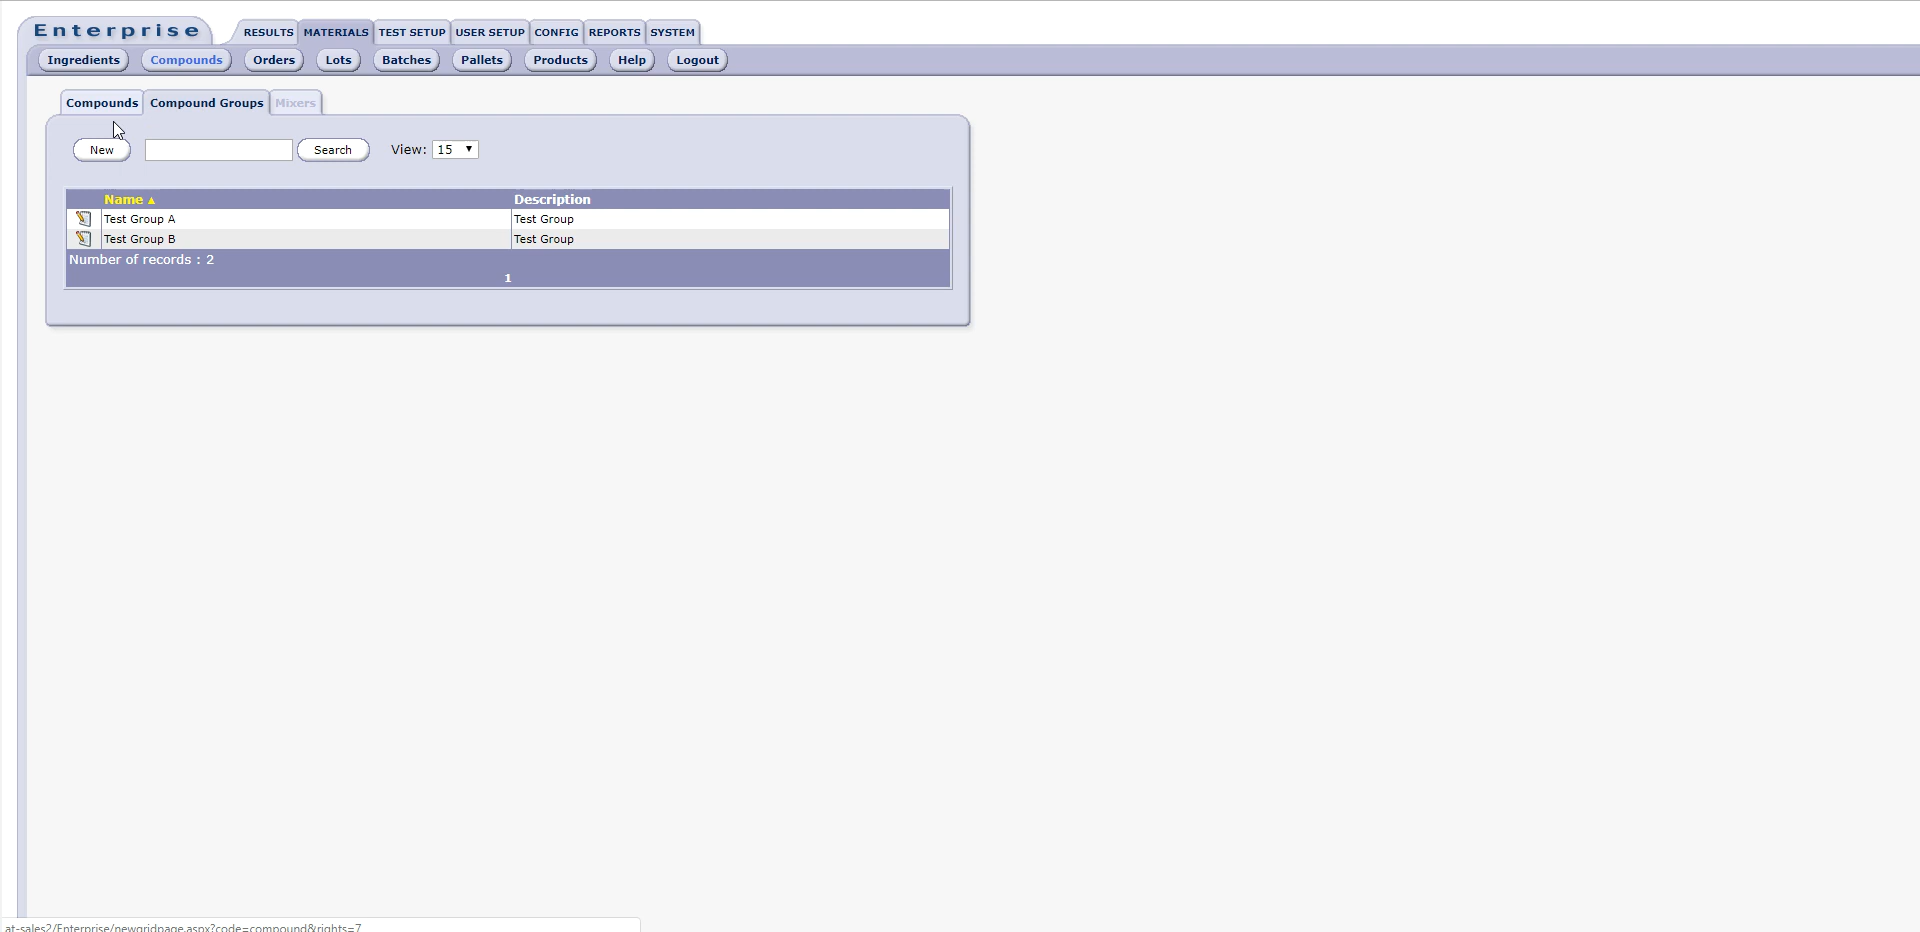 Enterprise
RESULTS MATERIALS TEST SETUP USER SETUP CONFIG REPORTS SYSTEM
Ingredients Compounds Orders Lots Batches Pallets Products Help Logout
Compounds Compound Groups Mixers
New Search View: 15
Name Description
Test Group A Test Group
Test Group B Test Group
Number of records : 2
1
at-sales2/Enterprise/newgridpage.aspx?code=compound&rights=7